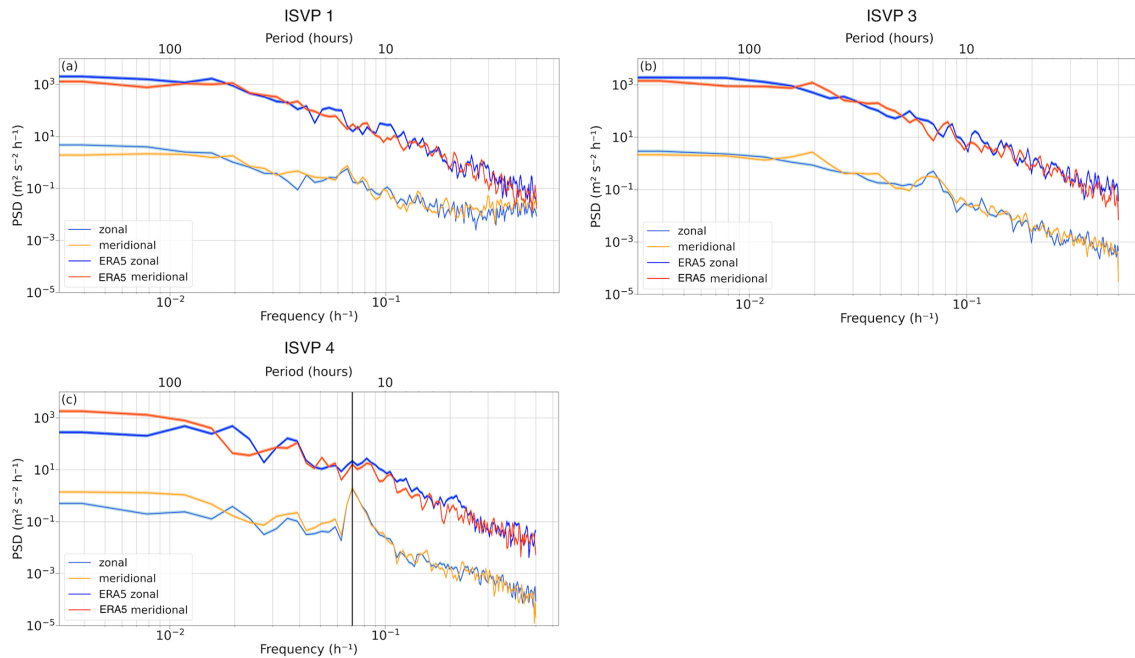 ISVP 1
Period (hours)
100 10
(a)
10³
10¹
10⁻¹
10⁻³
10⁻⁵
PSD (m² s⁻² h⁻¹)
zonal
meridional
ERA5 zonal
ERA5 meridional
10⁻² 10⁻¹
Frequency (h⁻¹)
ISVP 3
Period (hours)
100 10
(b)
10³
10¹
10⁻¹
10⁻³
10⁻⁵
PSD (m² s⁻² h⁻¹)
zonal
meridional
ERA5 zonal
ERA5 meridional
10⁻² 10⁻¹
Frequency (h⁻¹)
ISVP 4
Period (hours)
100 10
(c)
10³
10¹
10⁻¹
10⁻³
10⁻⁵
PSD (m² s⁻² h⁻¹)
zonal
meridional
ERA5 zonal
ERA5 meridional
10⁻² 10⁻¹
Frequency (h⁻¹)